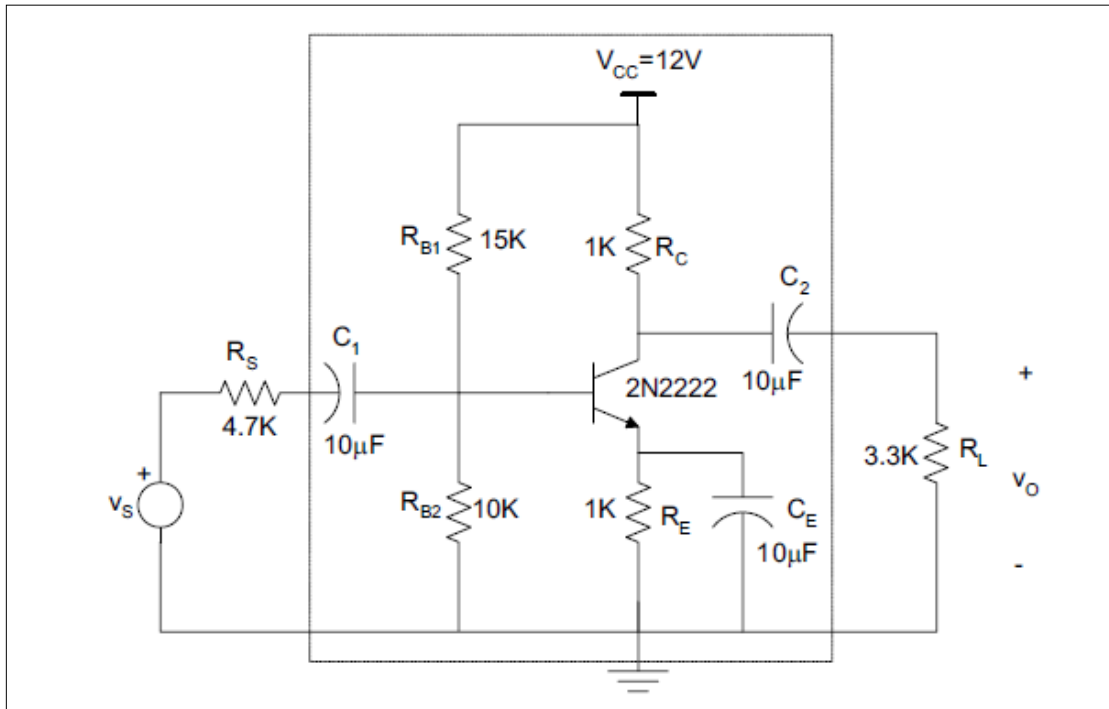 V_CC=12V
R_B1 15K
1K R_C
C_2
C_1
R_S
2N2222
10μF
+
4.7K
10μF
3.3K R_L
+
v_S
R_B2 10K
1K R_E
C_E
v_O
10μF
-